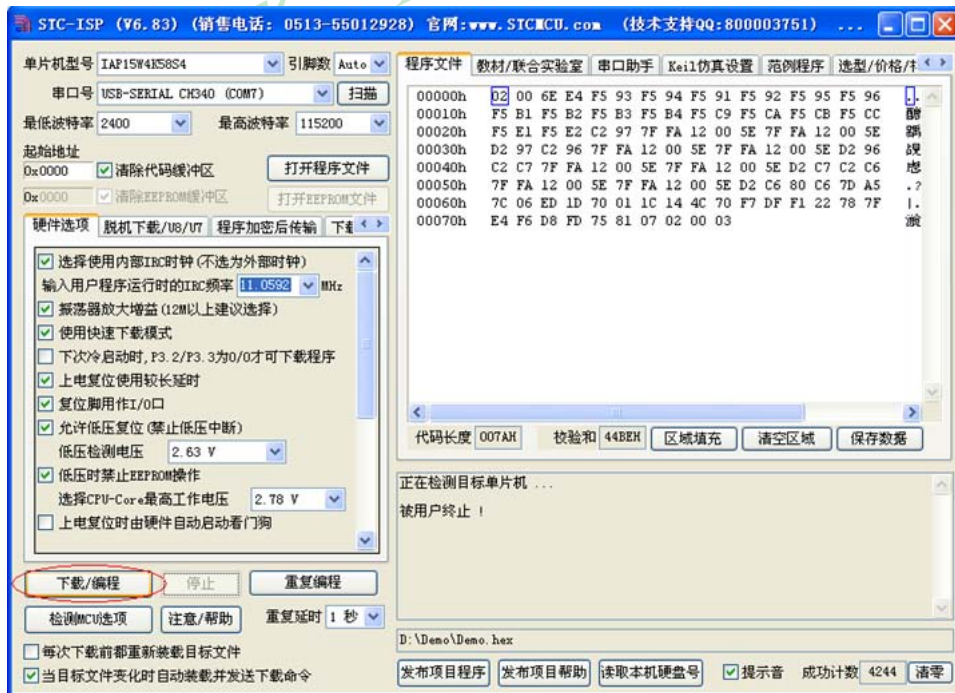 STC-ISP (V6.83) (销售电话: 0513-55012928) 官网:www.STCMCU.com (技术支持QQ:800003751) ...
单片机型号 IAP15W4K58S4 引脚数 Auto
串口号 USB-SERIAL CH340 (COM7) 扫描
最低波特率 2400 最高波特率 115200
起始地址
0x0000 清除代码缓冲区 打开程序文件
0x0000 清除EEPROM缓冲区 打开EEPROM文件
硬件选项 脱机下载/U8/U7 程序加密后传输
选择使用内部IRC时钟(不选为外部时钟)
输入用户程序运行时的IRC频率 11.0592 MHz
振荡器放大增益(12M以上建议选择)
使用快速下载模式
下次冷启动时,P3.2/P3.3为0/0才可下载程序
上电复位使用较长延时
复位脚用作I/O口
允许低压复位(禁止低压中断)
低压检测电压 2.63 V
低压时禁止EEPROM操作
选择CPU-Core最高工作电压 2.78 V
上电复位时由硬件自动启动看门狗
下载/编程 停止 重复编程
检测MCU选项 注意/帮助 重复延时 1 秒
每次下载前都重新装载目标文件
当目标文件变化时自动装载并发送下载命令
程序文件 教材/联合实验室 串口助手 Keil仿真设置 范例程序 选型/价格/
00000h 02 00 6E E4 F5 93 F5 94 F5 91 F5 92 F5 95 F5 96
00010h F5 B1 F5 B2 F5 B3 F5 B4 F5 C9 F5 CA F5 CB F5 CC
00020h F5 E1 F5 E2 C2 97 7F FA 12 00 5E 7F FA 12 00 5E
00030h D2 97 C2 96 7F FA 12 00 5E 7F FA 12 00 5E D2 96
00040h C2 C7 7F FA 12 00 5E 7F FA 12 00 5E D2 C7 C2 C6
00050h 7F FA 12 00 5E 7F FA 12 00 5E D2 C6 80 C6 7D A5 .?
00060h 7C 06 ED 1D 70 01 1C 14 4C 70 F7 DF F1 22 78 7F |.
00070h E4 F6 D8 FD 75 81 07 02 00 03
代码长度 007AH 校验和 44BEH 区域填充 清空区域 保存数据
正在检测目标单片机 ...
被用户终止 !
D:\Demo\Demo.hex
发布项目程序 发布项目帮助 读取本机硬盘号 提示音 成功计数 4244 清零